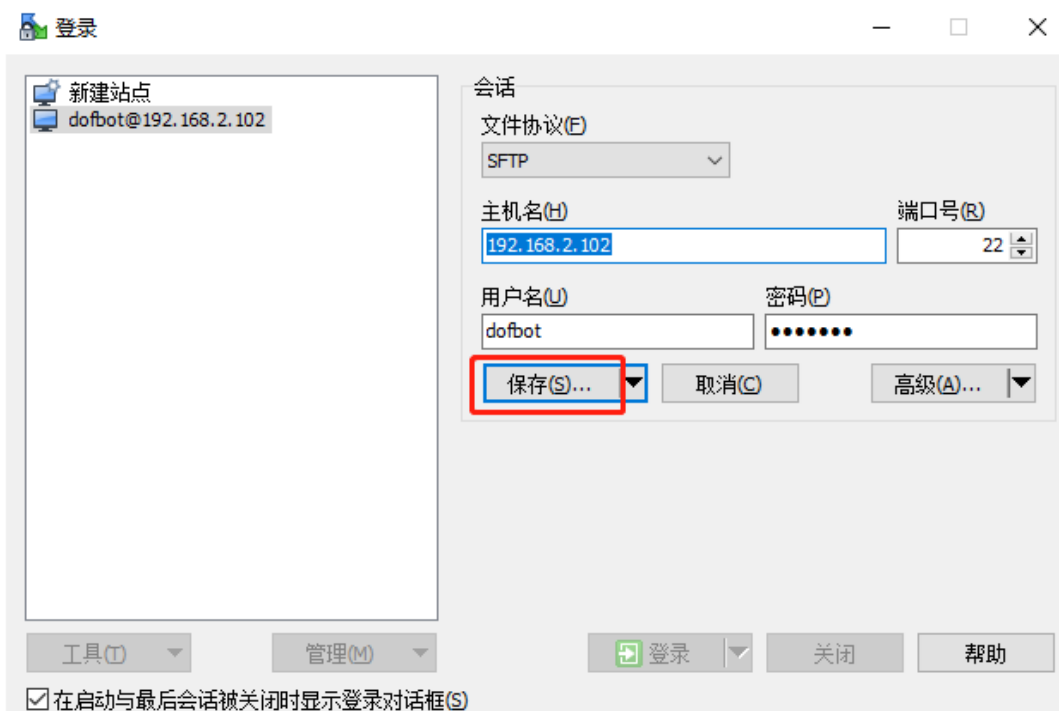 登录
新建站点
dofbot@192.168.2.102
会话
文件协议(F)
SFTP
主机名(H)
端口号(R)
192.168.2.102
22
用户名(U)
密码(P)
dofbot
•••••••
保存(S)...
取消(C)
高级(A)...
工具(T)
管理(M)
登录
关闭
帮助
在启动与最后会话被关闭时显示登录对话框(S)